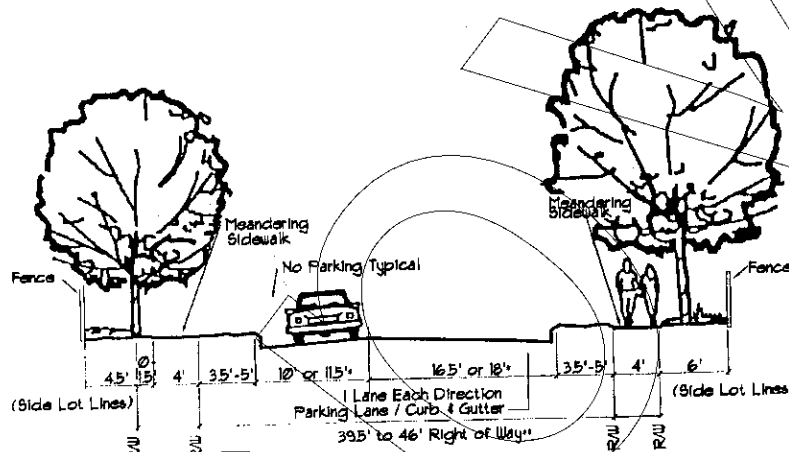 Meandering
Sidewalk
No Parking Typical
Fence
Meandering
Sidewalk
Fence
4.5'
0'
1.5'
4'
3.5'-5'
10' or 11.5'*
16.5' or 18'*
3.5'-5'
4'
6'
(Side Lot Lines)
1 Lane Each Direction
Parking Lane / Curb & Gutter
(Side Lot Lines)
39.5' to 46' Right of Way**
R/W
R/W
R/W
R/W